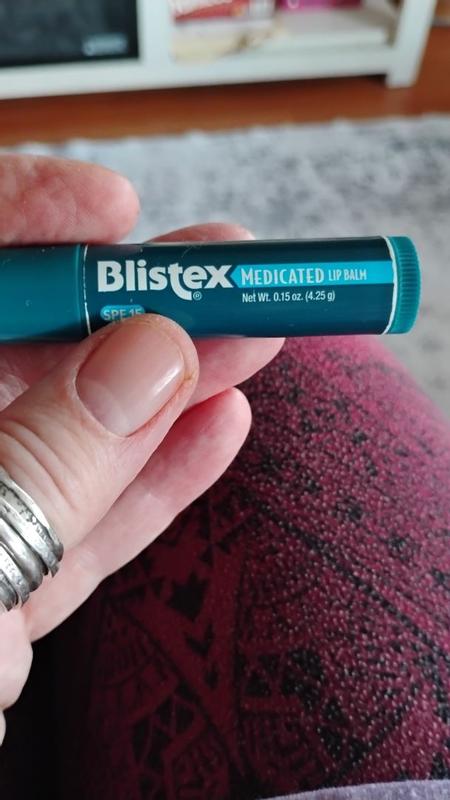 Blistex® MEDICATED LIP BALM
Net Wt. 0.15 oz. (4.25 g)
SPF 15